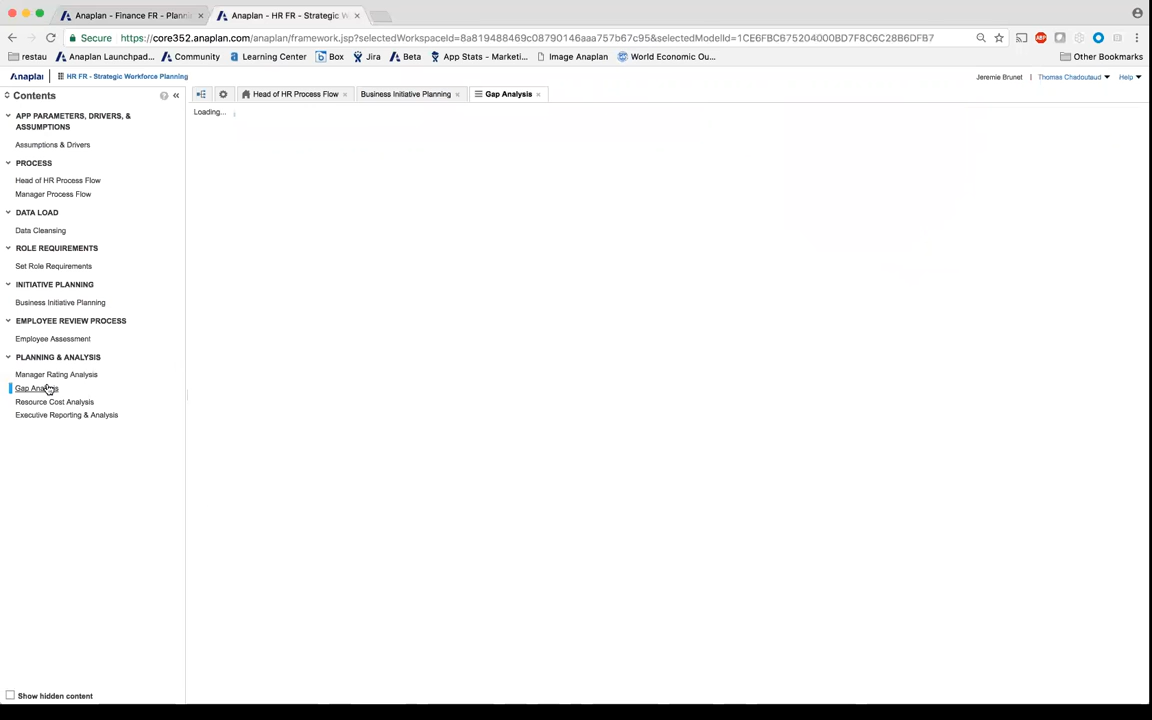 Anaplan - Finance FR - Plannin
Anaplan - HR FR - Strategic W
Secure
https://core352.anaplan.com/anaplan/framework.jsp?selectedWorkspaceId=8a819488469c08790146aaa757b67c95&selectedModelId=1CE6FBC675204000BD7F8C6C28B6DFB7
restau
Anaplan Launchpad...
Community
Learning Center
Box
Jira
Beta
App Stats - Marketi...
Image Anaplan
World Economic Ou...
Other Bookmarks
Anaplan
HR FR - Strategic Workforce Planning
Jeremie Brunet
Thomas Chadoutaud
Help
Contents
Head of HR Process Flow
Business Initiative Planning
Gap Analysis
Loading...
APP PARAMETERS, DRIVERS, &
ASSUMPTIONS
Assumptions & Drivers
PROCESS
Head of HR Process Flow
Manager Process Flow
DATA LOAD
Data Cleansing
ROLE REQUIREMENTS
Set Role Requirements
INITIATIVE PLANNING
Business Initiative Planning
EMPLOYEE REVIEW PROCESS
Employee Assessment
PLANNING & ANALYSIS
Manager Rating Analysis
Gap Analysis
Resource Cost Analysis
Executive Reporting & Analysis
Show hidden content